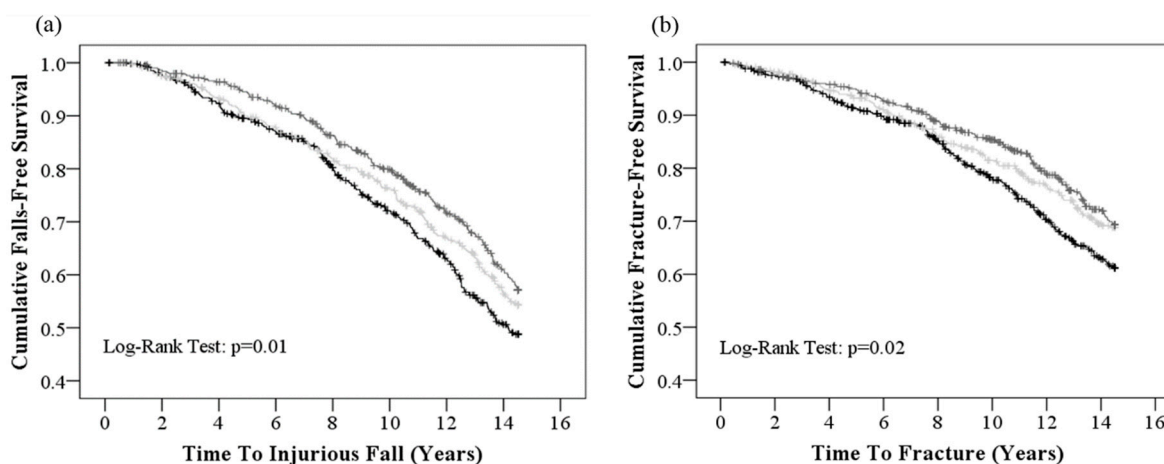 (a)
Cumulative Falls-Free Survival
1.0
0.9
0.8
0.7
0.6
0.5
0.4
Log-Rank Test: p=0.01
0 2 4 6 8 10 12 14 16
Time To Injurious Fall (Years)
(b)
Cumulative Fracture-Free Survival
1.0
0.9
0.8
0.7
0.6
0.5
0.4
Log-Rank Test: p=0.02
0 2 4 6 8 10 12 14 16
Time To Fracture (Years)